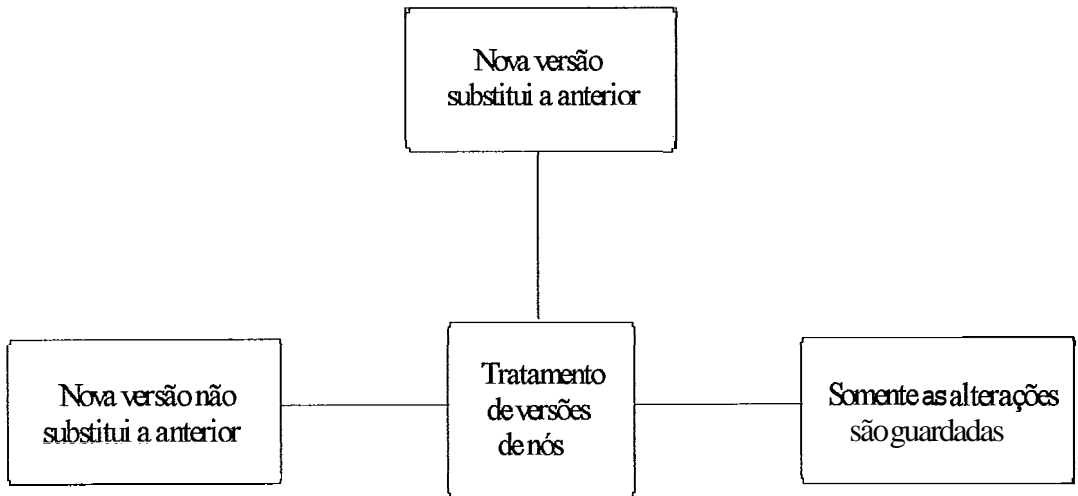 Nova versão
substitui a anterior
Nova versão não
substitui a anterior
Tratamento
de versões
de nós
Somente as alterações
são guardadas